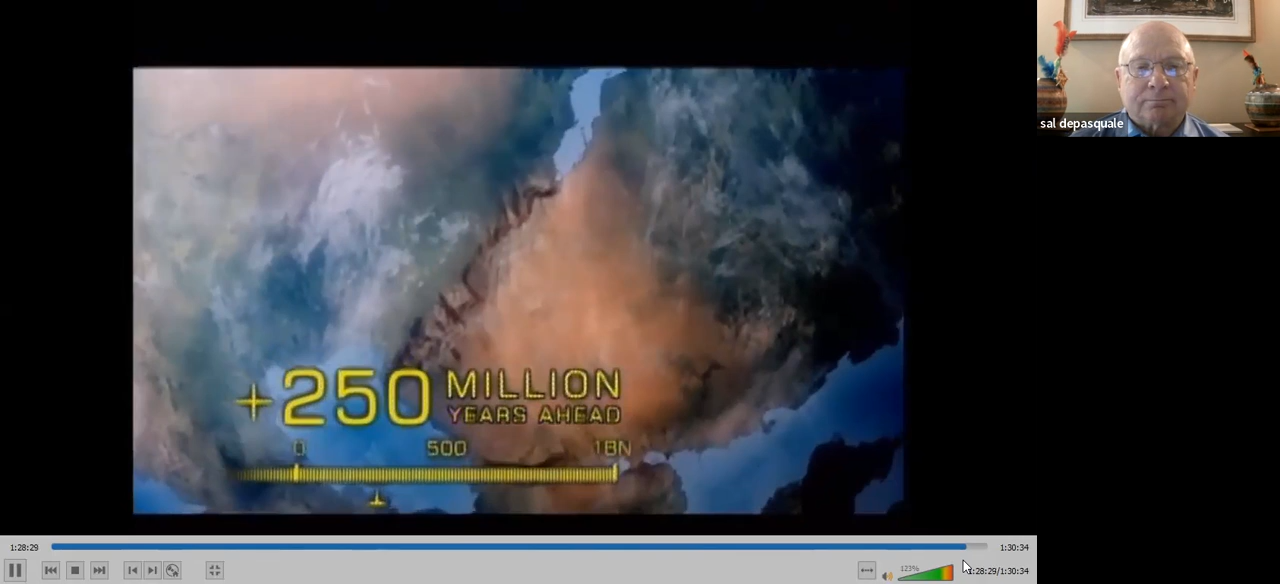 sal depasquale
+250 MILLION
YEARS AHEAD
0 500 1BN
1:28:29
1:30:34
123%
1:28:29/1:30:34